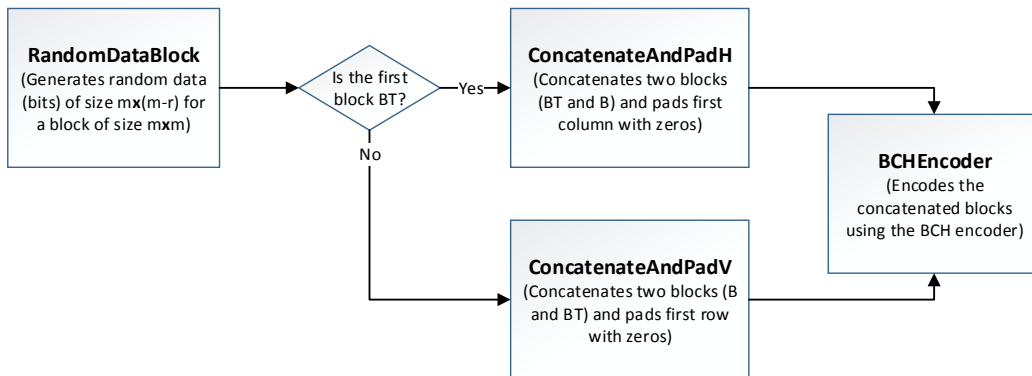 RandomDataBlock
(Generates random data
(bits) of size mx(m-r) for
a block of size mxm)
Is the first
block BT?
Yes
No
ConcatenateAndPadH
(Concatenates two blocks
(BT and B) and pads first
column with zeros)
ConcatenateAndPadV
(Concatenates two blocks (B
and BT) and pads first row
with zeros)
BCHEncoder
(Encodes the
concatenated blocks
using the BCH encoder)